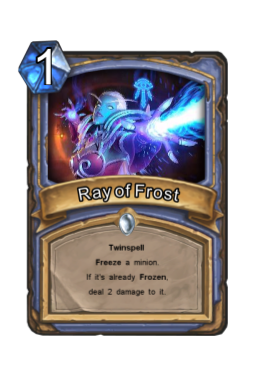 1
Ray of Frost
Twinspell
Freeze a minion.
If it's already Frozen,
deal 2 damage to it.